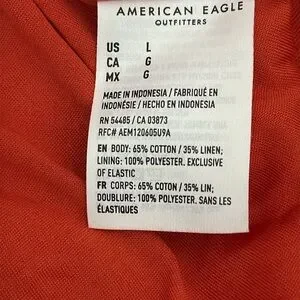 AMERICAN EAGLE
OUTFITTERS
US L
CA G
MX G
MADE IN INDONESIA / FABRIQUÉ EN
INDONÉSIE / HECHO EN INDONESIA
RN 54485 / CA 03873
RFC# AEM120605U9A
EN BODY: 65% COTTON / 35% LINEN;
LINING: 100% POLYESTER. EXCLUSIVE
OF ELASTIC
FR CORPS: 65% COTON / 35% LIN;
DOUBLURE: 100% POLYESTER. SANS LES
ÉLASTIQUES